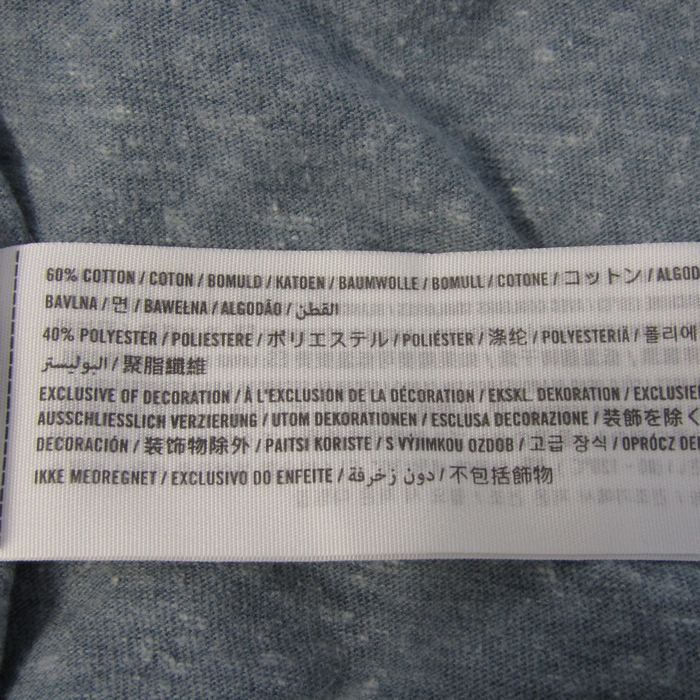 60% COTTON / COTON / BOMULD / KATOEN / BAUMWOLLE / BOMULL / COTONE / コットン / ALGOD
BAVLNA / 면 / BAWEŁNA / ALGODÃO / القطن
40% POLYESTER / POLIESTERE / ポリエステル / POLIÉSTER / 涤纶 / POLYESTERIÄ / 폴리에
البوليستر / 聚脂纖維
EXCLUSIVE OF DECORATION / À L'EXCLUSION DE LA DÉCORATION / EKSKL. DEKORATION / EXCLUSIEF
AUSSCHLIESSLICH VERZIERUNG / UTOM DEKORATIONEN / ESCLUSA DECORAZIONE / 装飾を除く
DECORACIÓN / 装饰物除外 / PAITSI KORISTE / S VÝJIMKOU OZDOB / 고급 장식 / OPRÓCZ DE
IKKE MEDREGNET / EXCLUSIVO DO ENFEITE / دون زخرفة / 不包括飾物